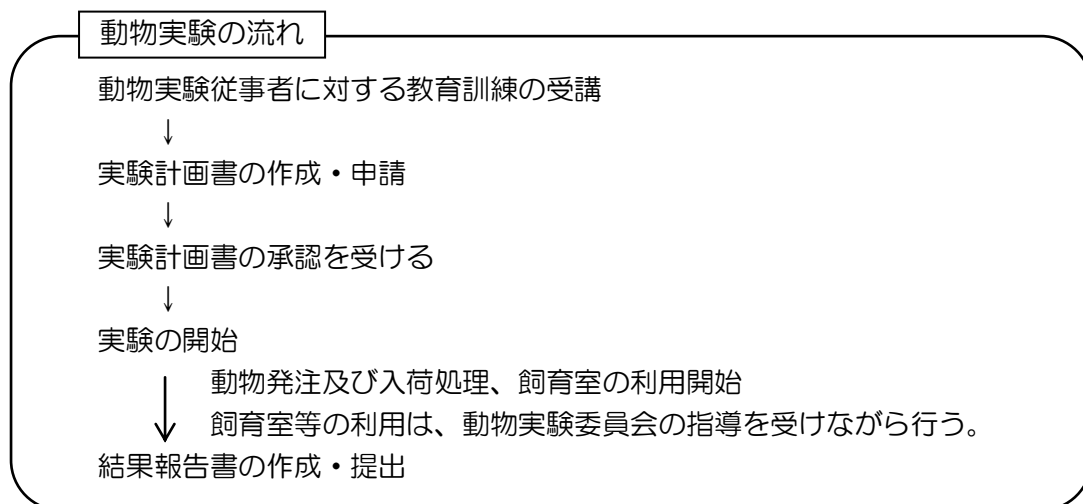 動物実験の流れ
動物実験従事者に対する教育訓練の受講
↓
実験計画書の作成・申請
↓
実験計画書の承認を受ける
↓
実験の開始
動物発注及び入荷処理、飼育室の利用開始
飼育室等の利用は、動物実験委員会の指導を受けながら行う。
結果報告書の作成・提出